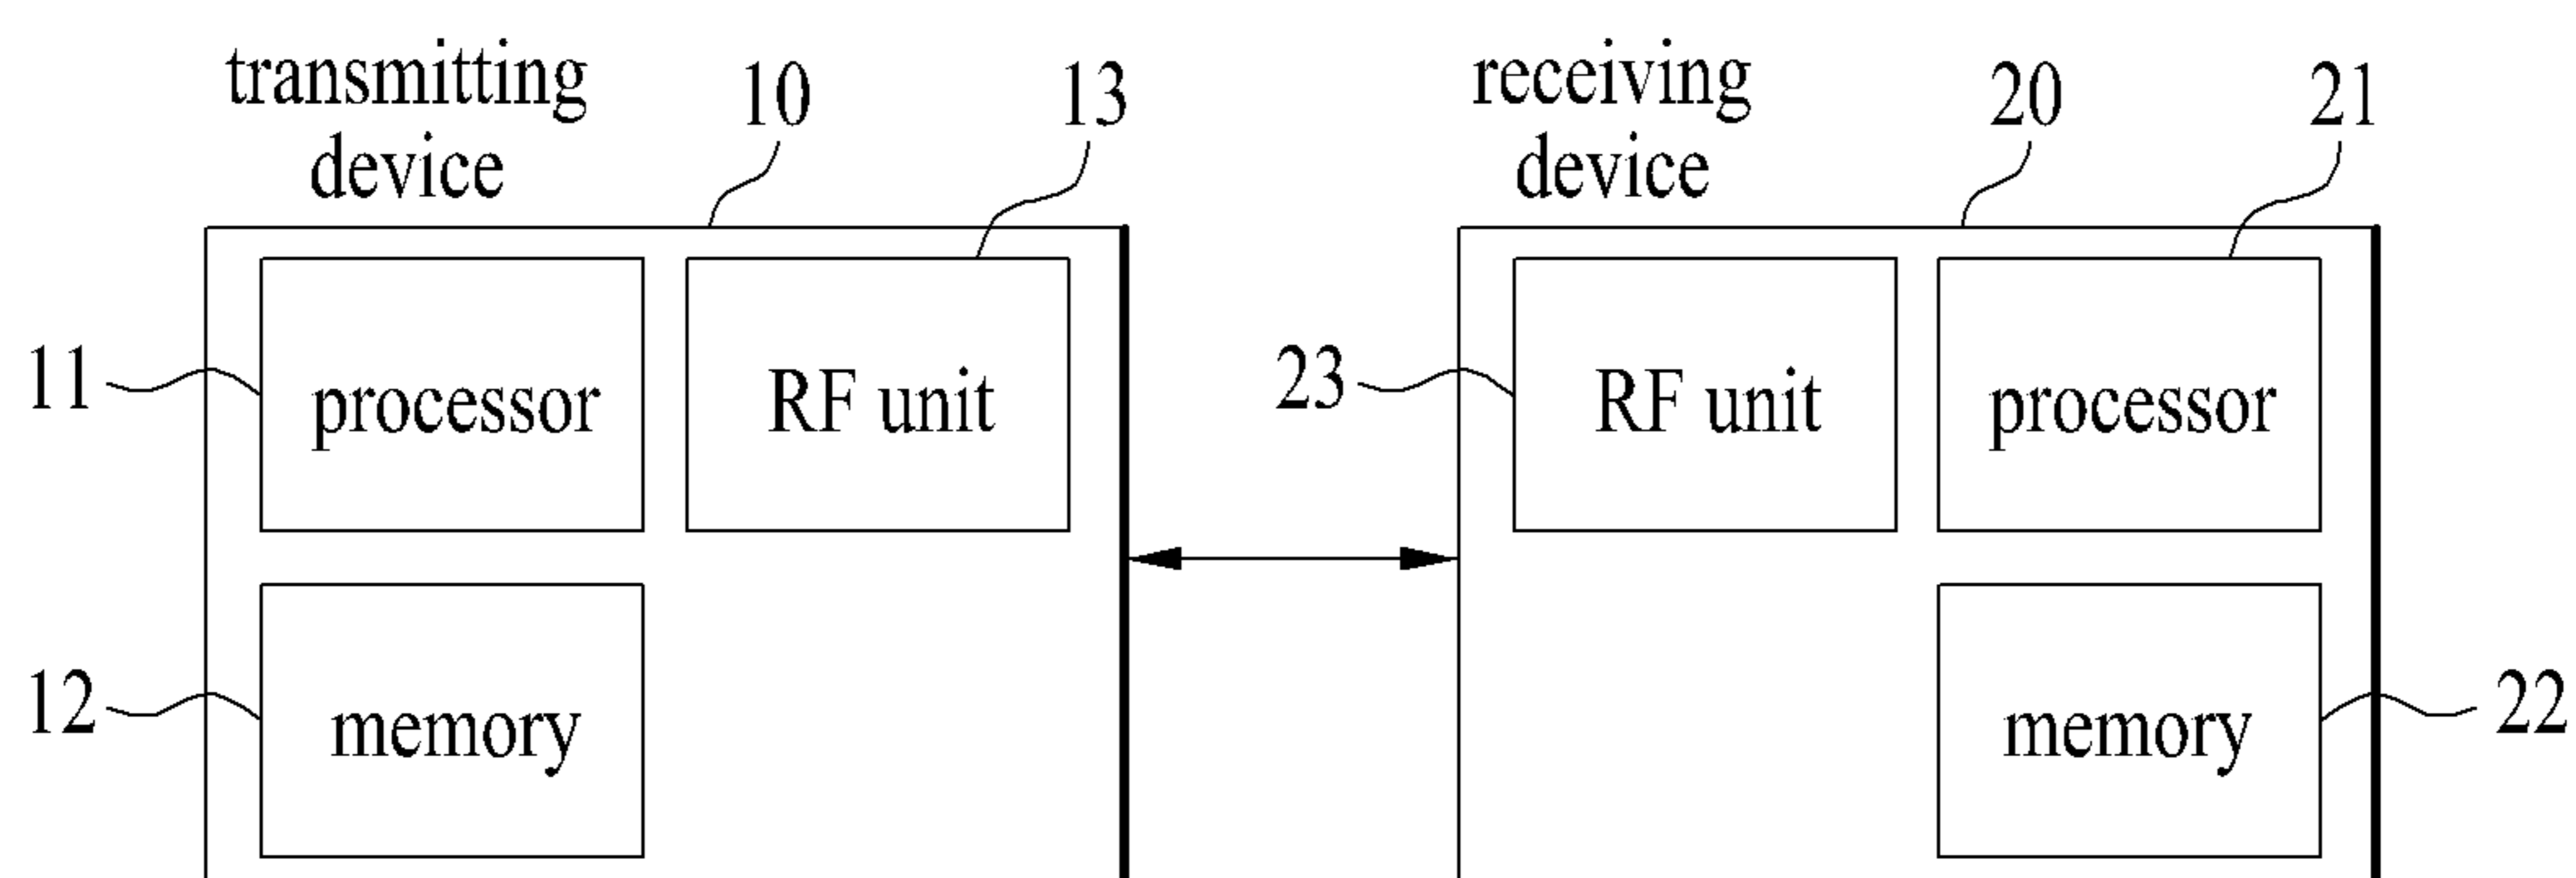 transmitting
device
10
13
receiving
device
20
21
11
processor
RF unit
23
RF unit
processor
12
memory
memory
22